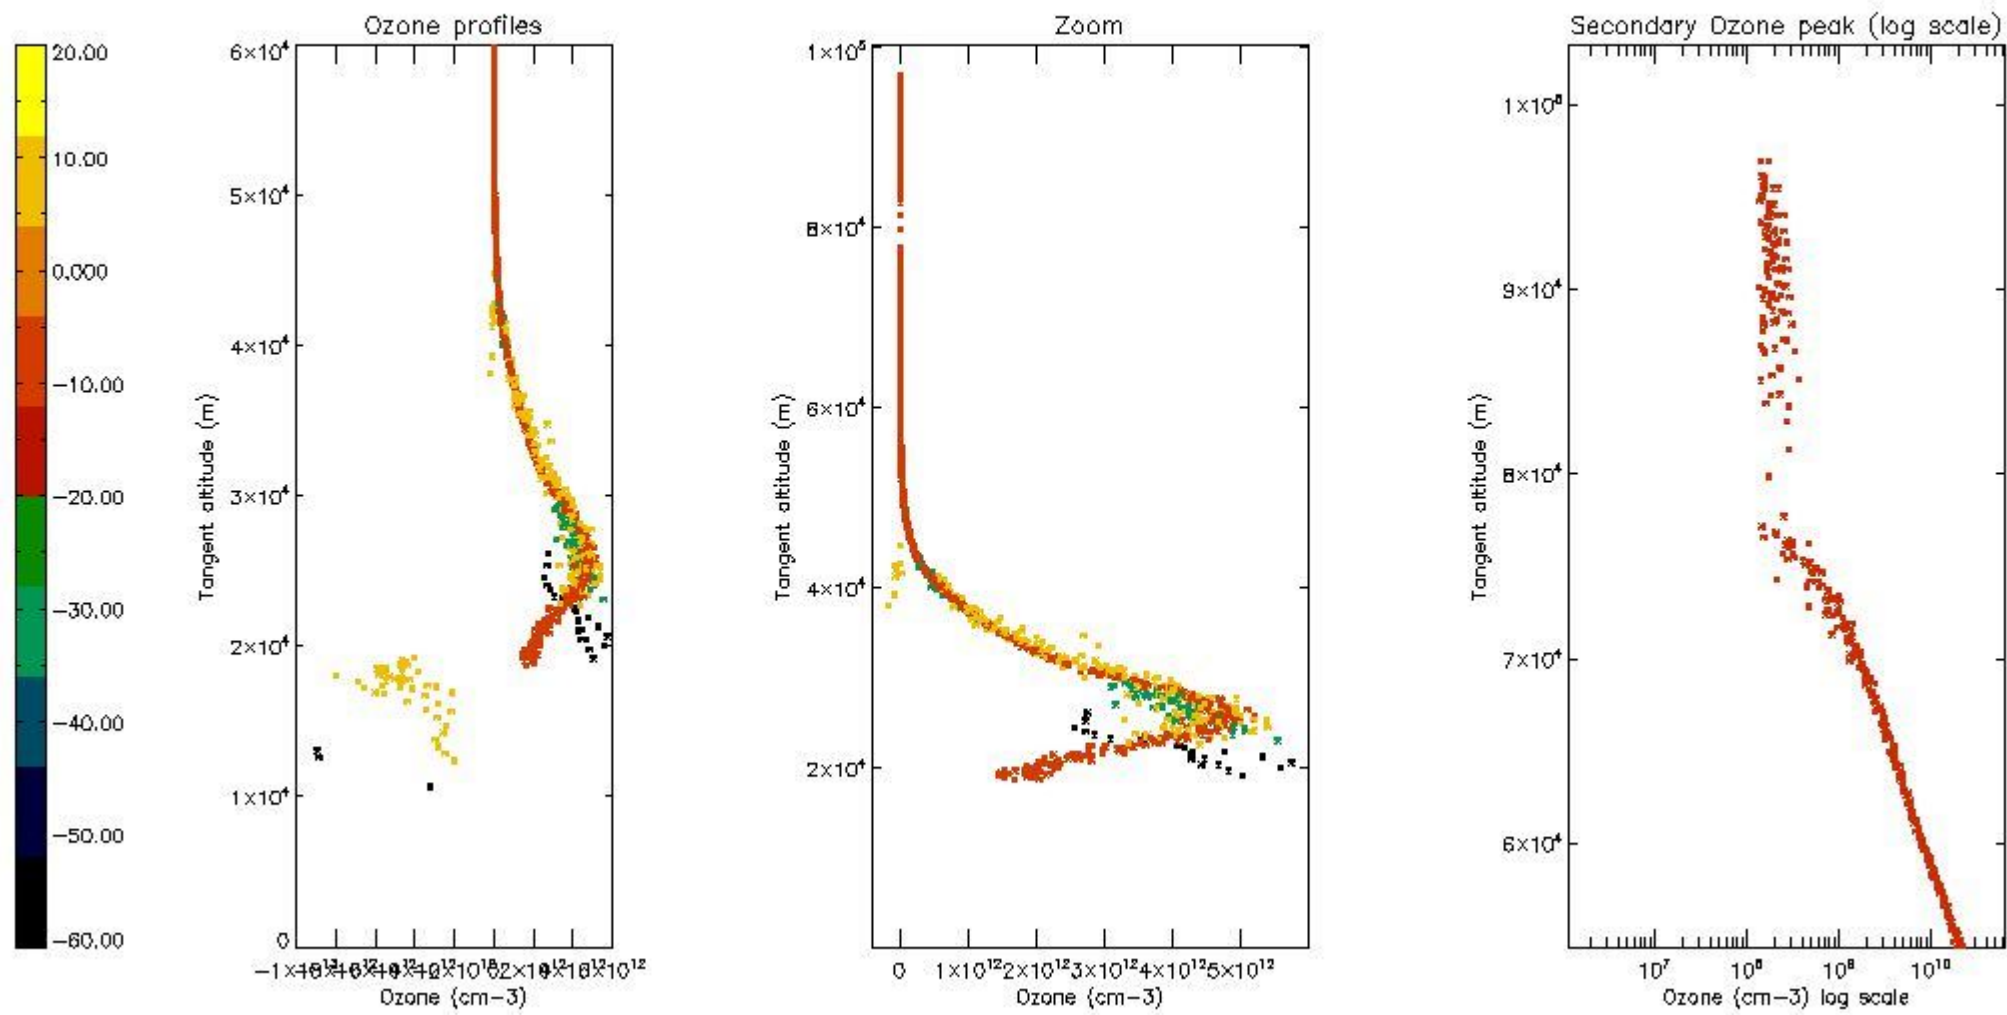 Ozone profiles
Zoom
Secondary Ozone peak (log scale)
20.00
10.00
0.000
−10.00
−20.00
−30.00
−40.00
−50.00
−60.00
Tangent altitude (m)
6×10⁴
5×10⁴
4×10⁴
3×10⁴
2×10⁴
1×10⁴
0
Ozone (cm−3)
Tangent altitude (m)
1×10⁵
8×10⁴
6×10⁴
4×10⁴
2×10⁴
0 1×10¹² 2×10¹² 3×10¹² 4×10¹² 5×10¹²
Ozone (cm−3)
Tangent altitude (m)
9×10⁴
8×10⁴
7×10⁴
6×10⁴
10⁷ 10⁸ 10⁹ 10¹⁰
Ozone (cm−3) log scale